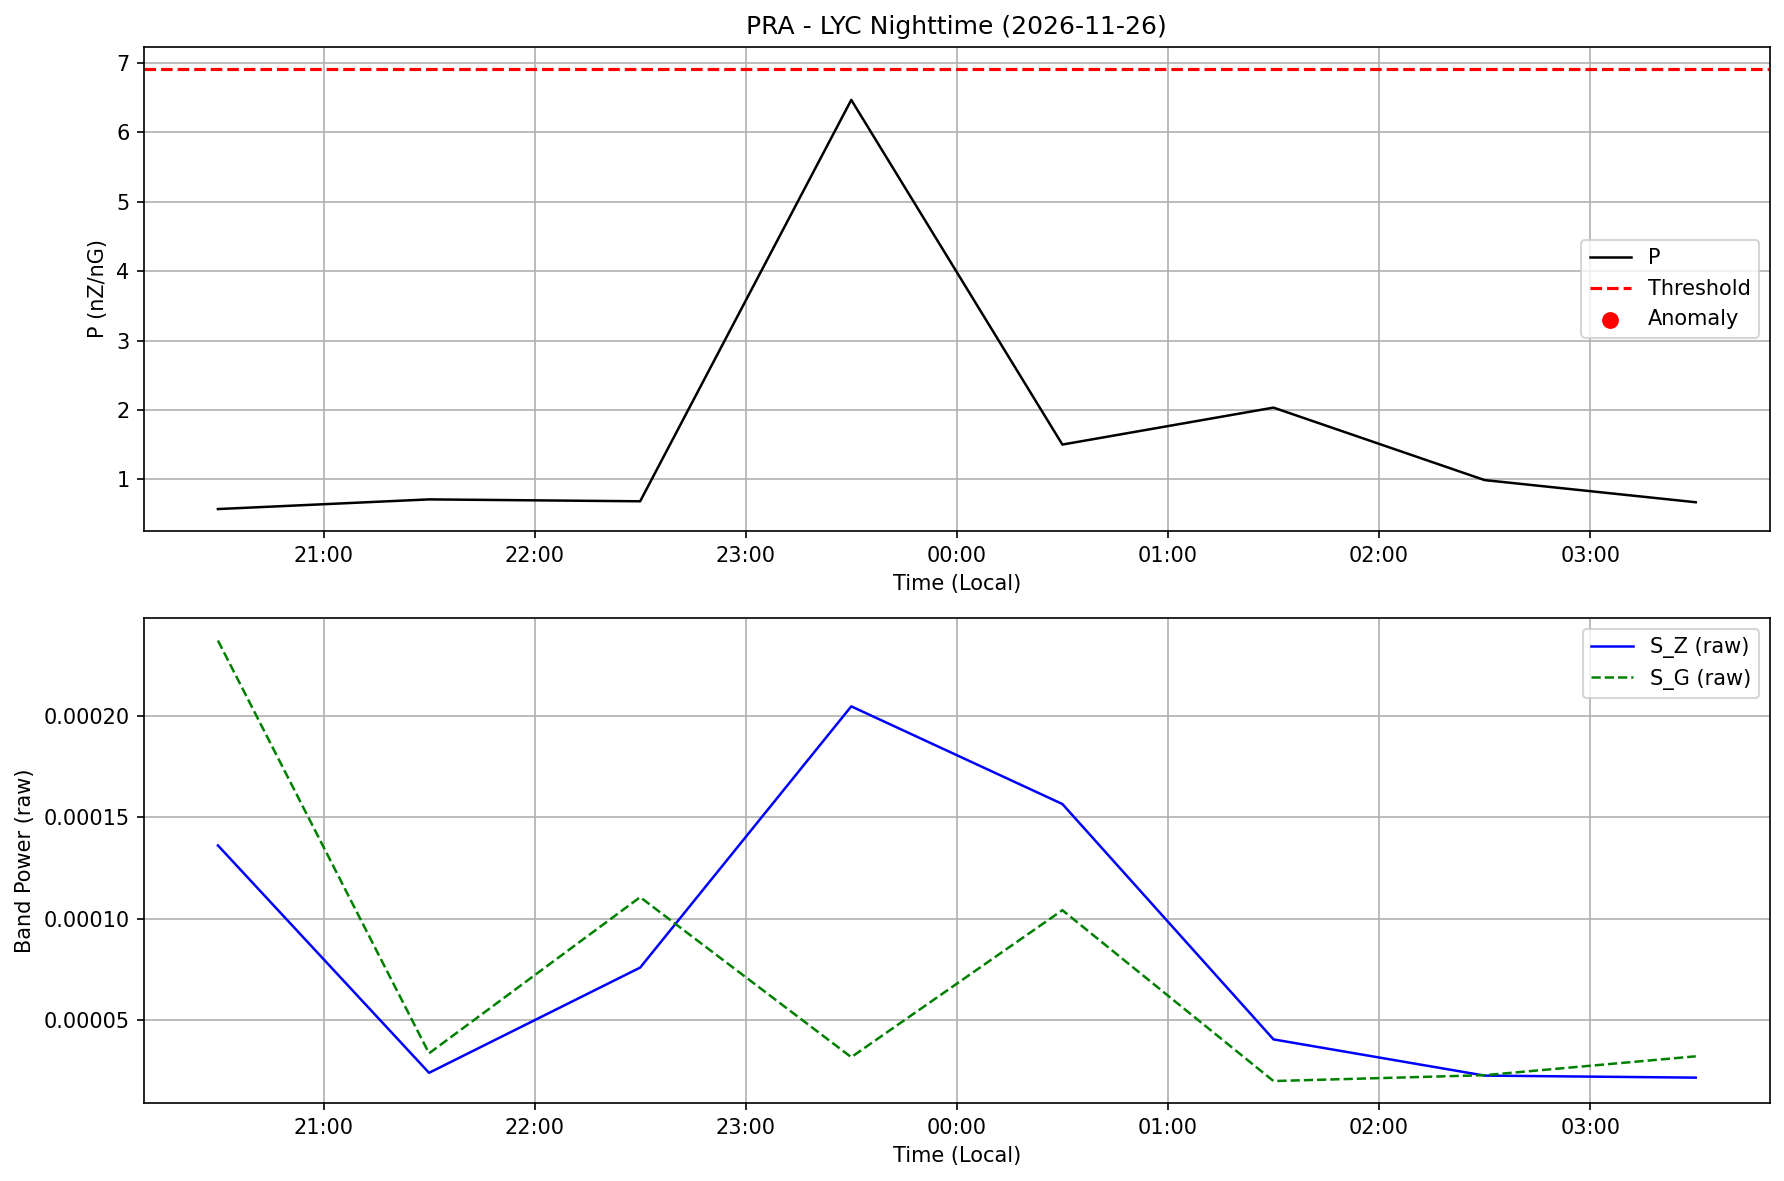 PRA - LYC Nighttime (2026-11-26)
P (nZ/nG)
7
6
5
4
3
2
1
P
Threshold
Anomaly
21:00 22:00 23:00 00:00 01:00 02:00 03:00
Time (Local)
Band Power (raw)
0.00020
0.00015
0.00010
0.00005
S_Z (raw)
S_G (raw)
21:00 22:00 23:00 00:00 01:00 02:00 03:00
Time (Local)